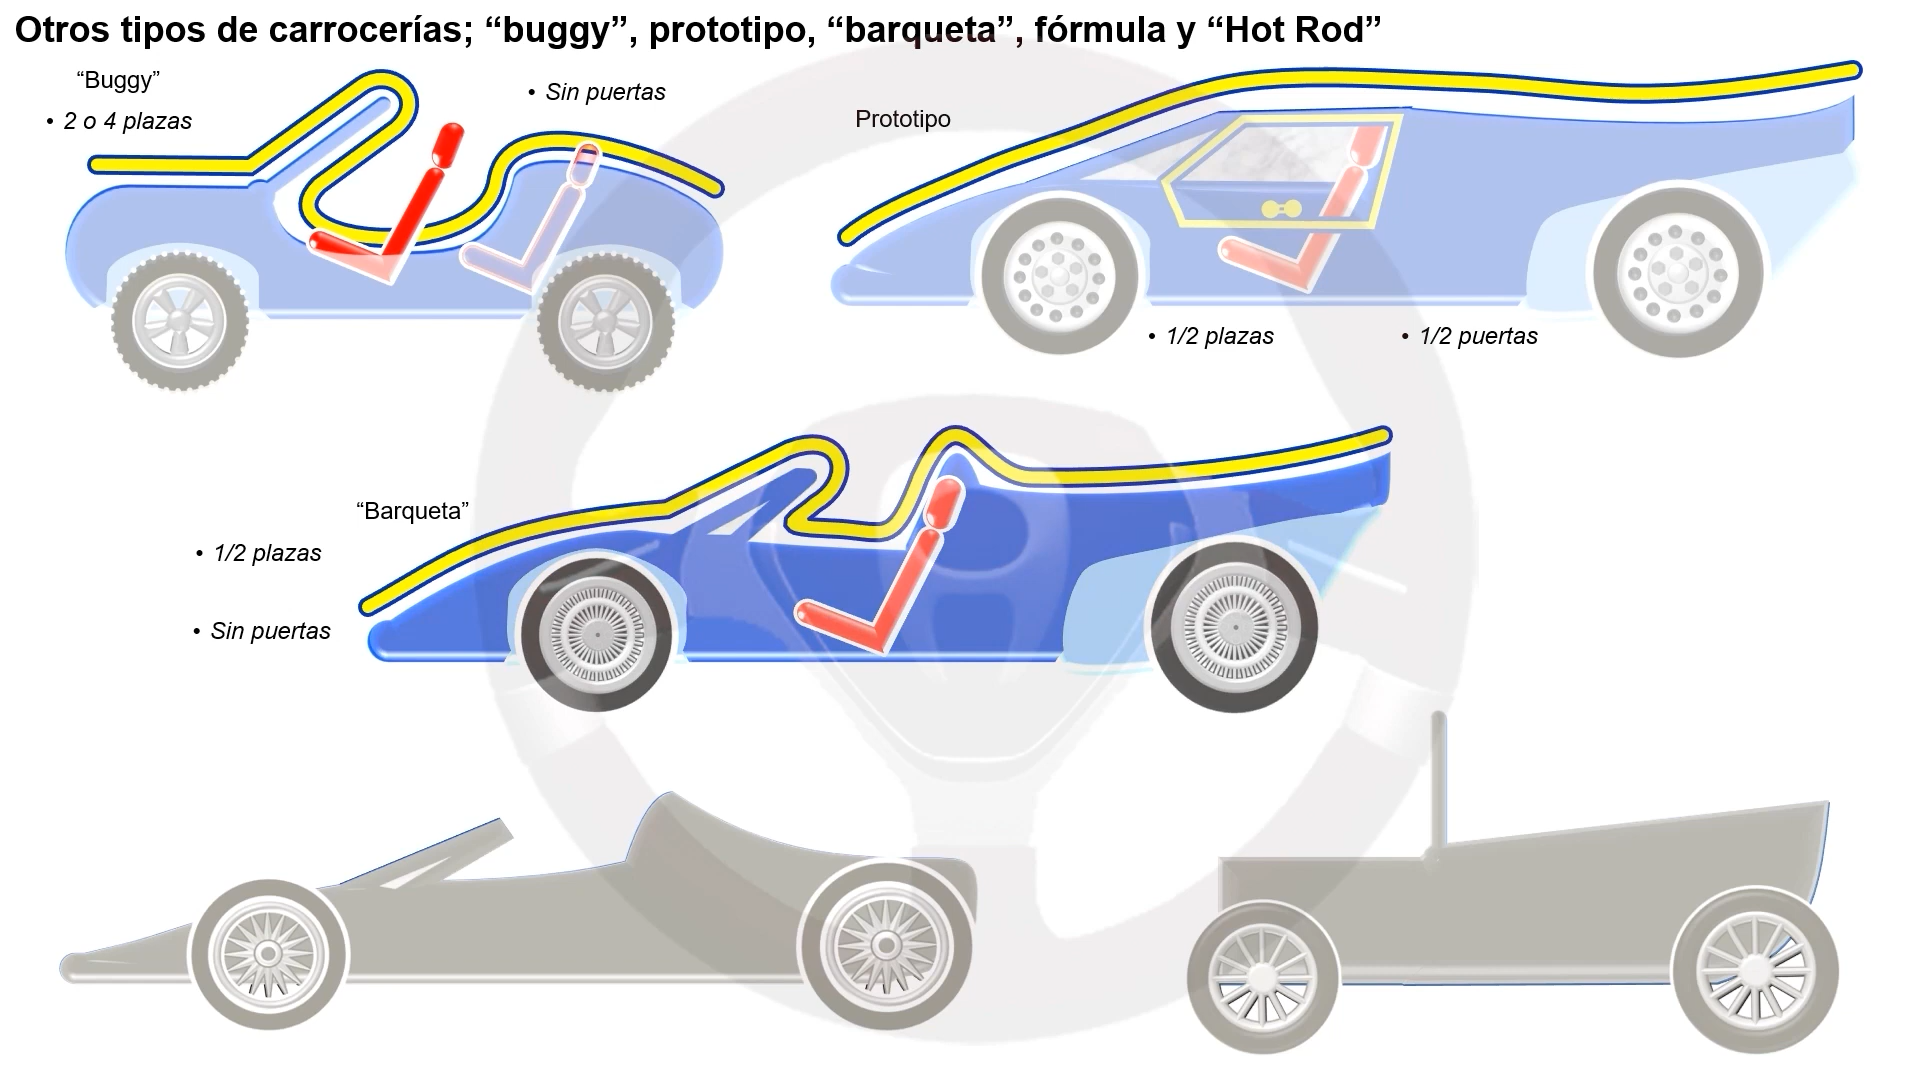 Otros tipos de carrocerías; “buggy”, prototipo, “barqueta”, fórmula y “Hot Rod”
“Buggy”
• 2 o 4 plazas
• Sin puertas
Prototipo
• 1/2 plazas
• 1/2 puertas
“Barqueta”
• 1/2 plazas
• Sin puertas